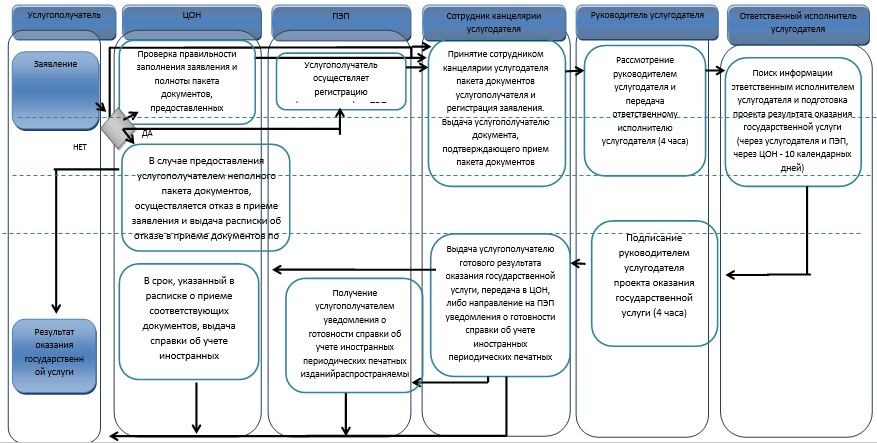 Услугополучатель
ЦОН
ПЭП
Сотрудник канцелярии
услугодателя
Руководитель услугодателя
Ответственный исполнитель
услугодателя
Заявление
Проверка правильности
заполнения заявления и
полноты пакета
документов,
предоставленных
Услугополучатель
осуществляет
регистрацию
Принятие сотрудником
канцелярии услугодателя
пакета документов
услугополучателя и
регистрация заявления.
Выдача услугополучателю
документа,
подтверждающего прием
пакета документов
Рассмотрение
руководителем
услугодателя и
передача
ответственному
исполнителю
услугодателя (4 часа)
Поиск информации
ответственным исполнителем
услугодателя и подготовка
проекта результата оказания
государственной услуги
(через услугодателя и ПЭП,
через ЦОН - 10 календарных
дней)
ДА
НЕТ
В случае предоставления
услугополучателем неполного
пакета документов,
осуществляется отказ в приеме
заявления и выдача расписки об
отказе в приеме документов по
Результат
оказания
государственн
ой услуги
В срок, указанный в
расписке о приеме
соответствующих
документов, выдача
справки об учете
иностранных
Получение
услугополучателем
уведомления о
готовности справки об
учете иностранных
периодических печатных
изданийраспространяемы
Выдача услугополучателю
готового результата
оказания государственной
услуги, передача в ЦОН,
либо направление на ПЭП
уведомления о готовности
справки об учете
иностранных
периодических печатных
Подписание
руководителем
услугодателя
проекта оказания
государственной
услуги (4 часа)